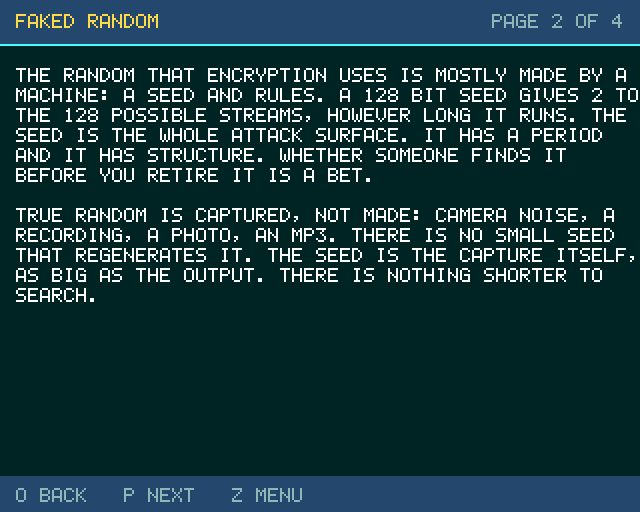 FAKED RANDOM
PAGE 2 OF 4
THE RANDOM THAT ENCRYPTION USES IS MOSTLY MADE BY A
MACHINE: A SEED AND RULES. A 128 BIT SEED GIVES 2 TO
THE 128 POSSIBLE STREAMS, HOWEVER LONG IT RUNS. THE
SEED IS THE WHOLE ATTACK SURFACE. IT HAS A PERIOD
AND IT HAS STRUCTURE. WHETHER SOMEONE FINDS IT
BEFORE YOU RETIRE IT IS A BET.
TRUE RANDOM IS CAPTURED, NOT MADE: CAMERA NOISE, A
RECORDING, A PHOTO, AN MP3. THERE IS NO SMALL SEED
THAT REGENERATES IT. THE SEED IS THE CAPTURE ITSELF,
AS BIG AS THE OUTPUT. THERE IS NOTHING SHORTER TO
SEARCH.
O BACK P NEXT Z MENU